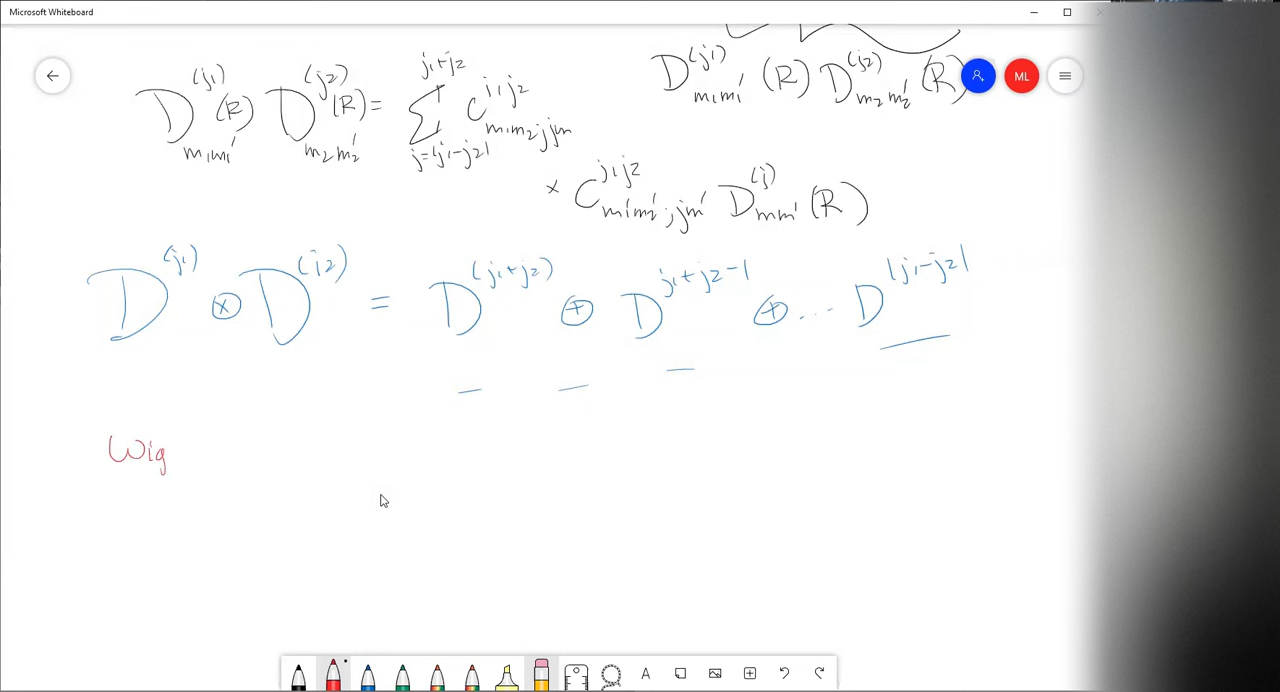 Microsoft Whiteboard
D^{(j1)}_{m1m1'}(R) D^{(j2)}_{m2m2'}(R) = \sum_{j=|j1-j2|}^{j1+j2} C^{j1j2}_{m1m2;jm}
D^{(j1)}_{m1m1'}(R) D^{(j2)}_{m2m2'}(R)
ML
× C^{j1j2}_{m1'm2';jm'} D^{(j)}_{mm'}(R)
D^{(j1)} ⊗ D^{(j2)} = D^{(j1+j2)} ⊕ D^{j1+j2-1} ⊕ ... D^{|j1-j2|}
Wig
A